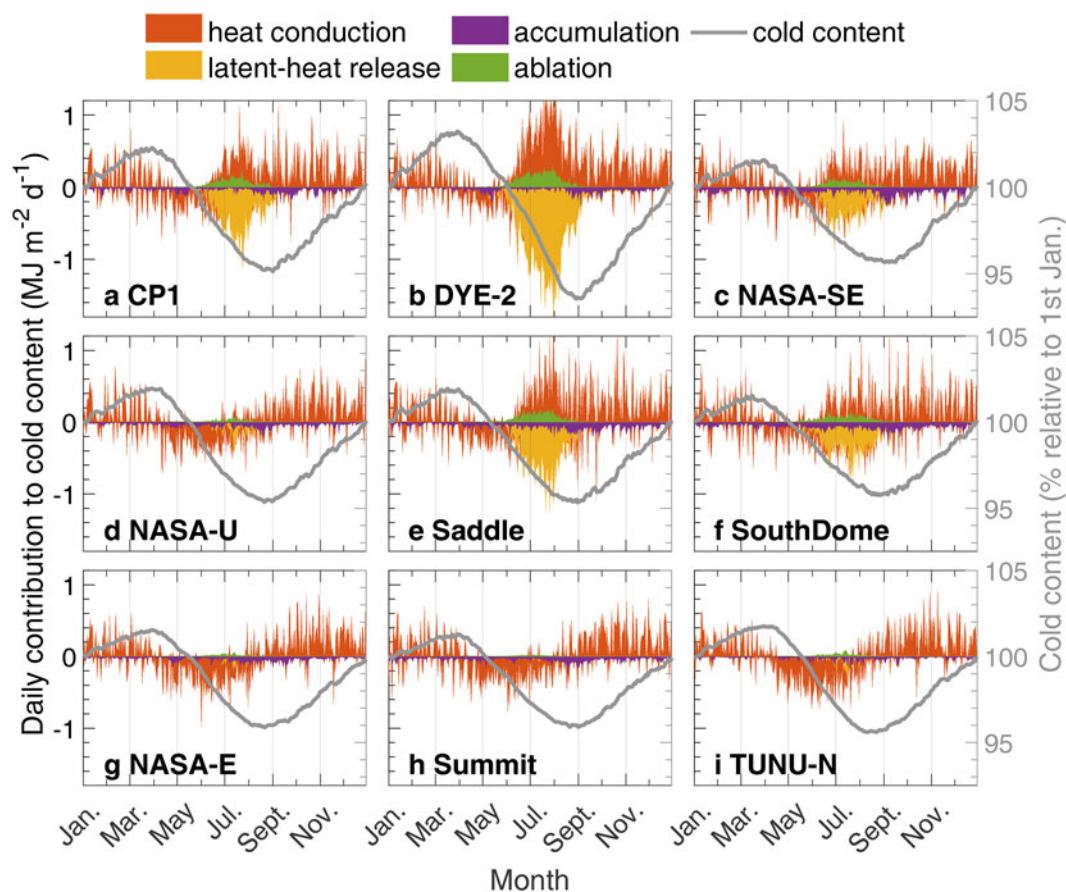 heat conduction accumulation cold content
latent-heat release ablation
Daily contribution to cold content (MJ m⁻² d⁻¹)
1
0
-1
a CP1
b DYE-2
c NASA-SE
105
100
95
1
0
-1
d NASA-U
e Saddle
f SouthDome
105
100
95
1
0
-1
g NASA-E
h Summit
i TUNU-N
105
100
95
Cold content (% relative to 1st Jan.)
Jan. Mar. May Jul. Sept. Nov. Jan. Mar. May Jul. Sept. Nov. Jan. Mar. May Jul. Sept. Nov.
Month